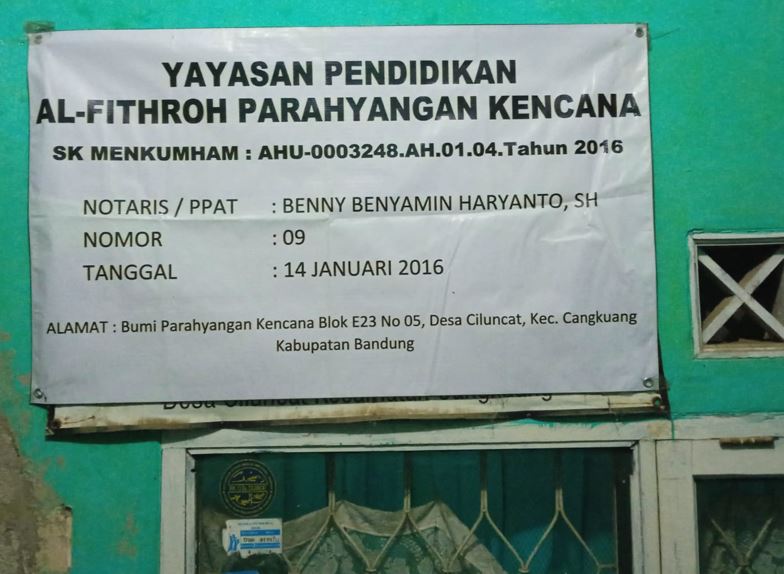 YAYASAN PENDIDIKAN
AL-FITHROH PARAHYANGAN KENCANA
SK MENKUMHAM : AHU-0003248.AH.01.04.Tahun 2016
NOTARIS / PPAT : BENNY BENYAMIN HARYANTO, SH
NOMOR : 09
TANGGAL : 14 JANUARI 2016
ALAMAT : Bumi Parahyangan Kencana Blok E23 No 05, Desa Ciluncat, Kec. Cangkuang
Kabupaten Bandung